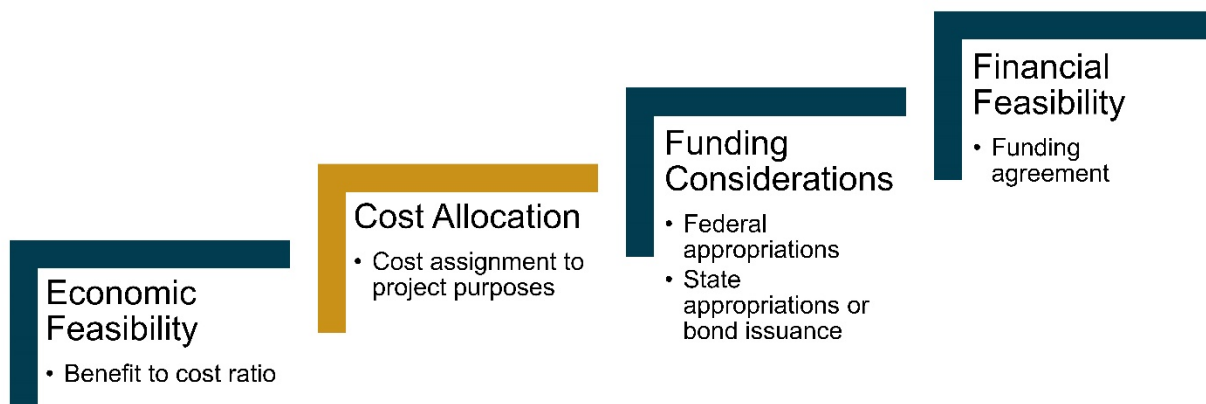 Economic
Feasibility
• Benefit to cost ratio
Cost Allocation
• Cost assignment to
project purposes
Funding
Considerations
• Federal
appropriations
• State
appropriations or
bond issuance
Financial
Feasibility
• Funding
agreement